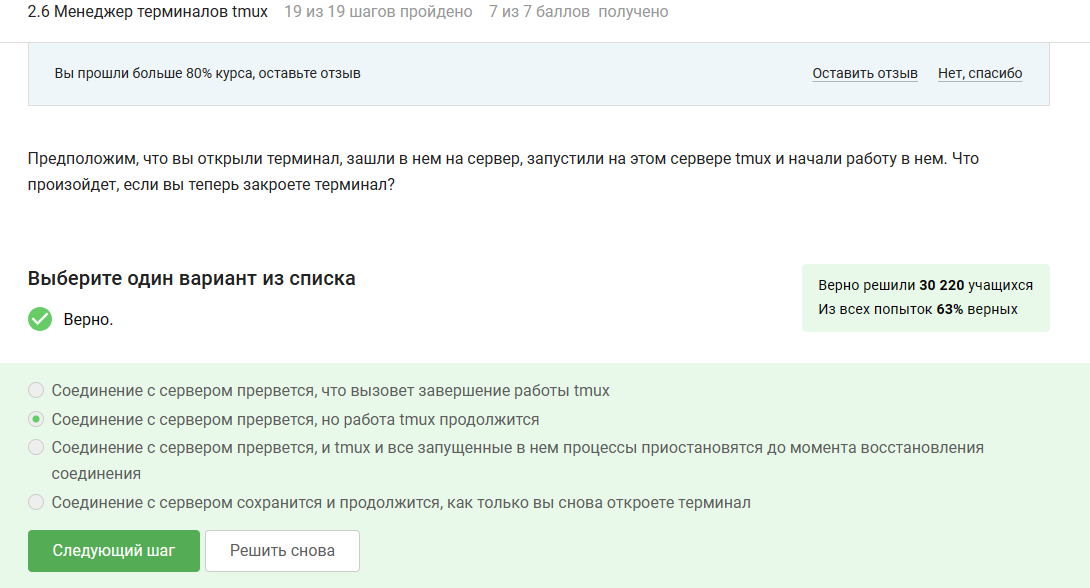 2.6 Менеджер терминалов tmux 19 из 19 шагов пройдено 7 из 7 баллов получено
Вы прошли больше 80% курса, оставьте отзыв Оставить отзыв Нет, спасибо
Предположим, что вы открыли терминал, зашли в нем на сервер, запустили на этом сервере tmux и начали работу в нем. Что
произойдет, если вы теперь закроете терминал?
Выберите один вариант из списка
Верно решили 30 220 учащихся
Из всех попыток 63% верных
Верно.
Соединение с сервером прервется, что вызовет завершение работы tmux
Соединение с сервером прервется, но работа tmux продолжится
Соединение с сервером прервется, и tmux и все запущенные в нем процессы приостановятся до момента восстановления
соединения
Соединение с сервером сохранится и продолжится, как только вы снова откроете терминал
Следующий шаг Решить снова